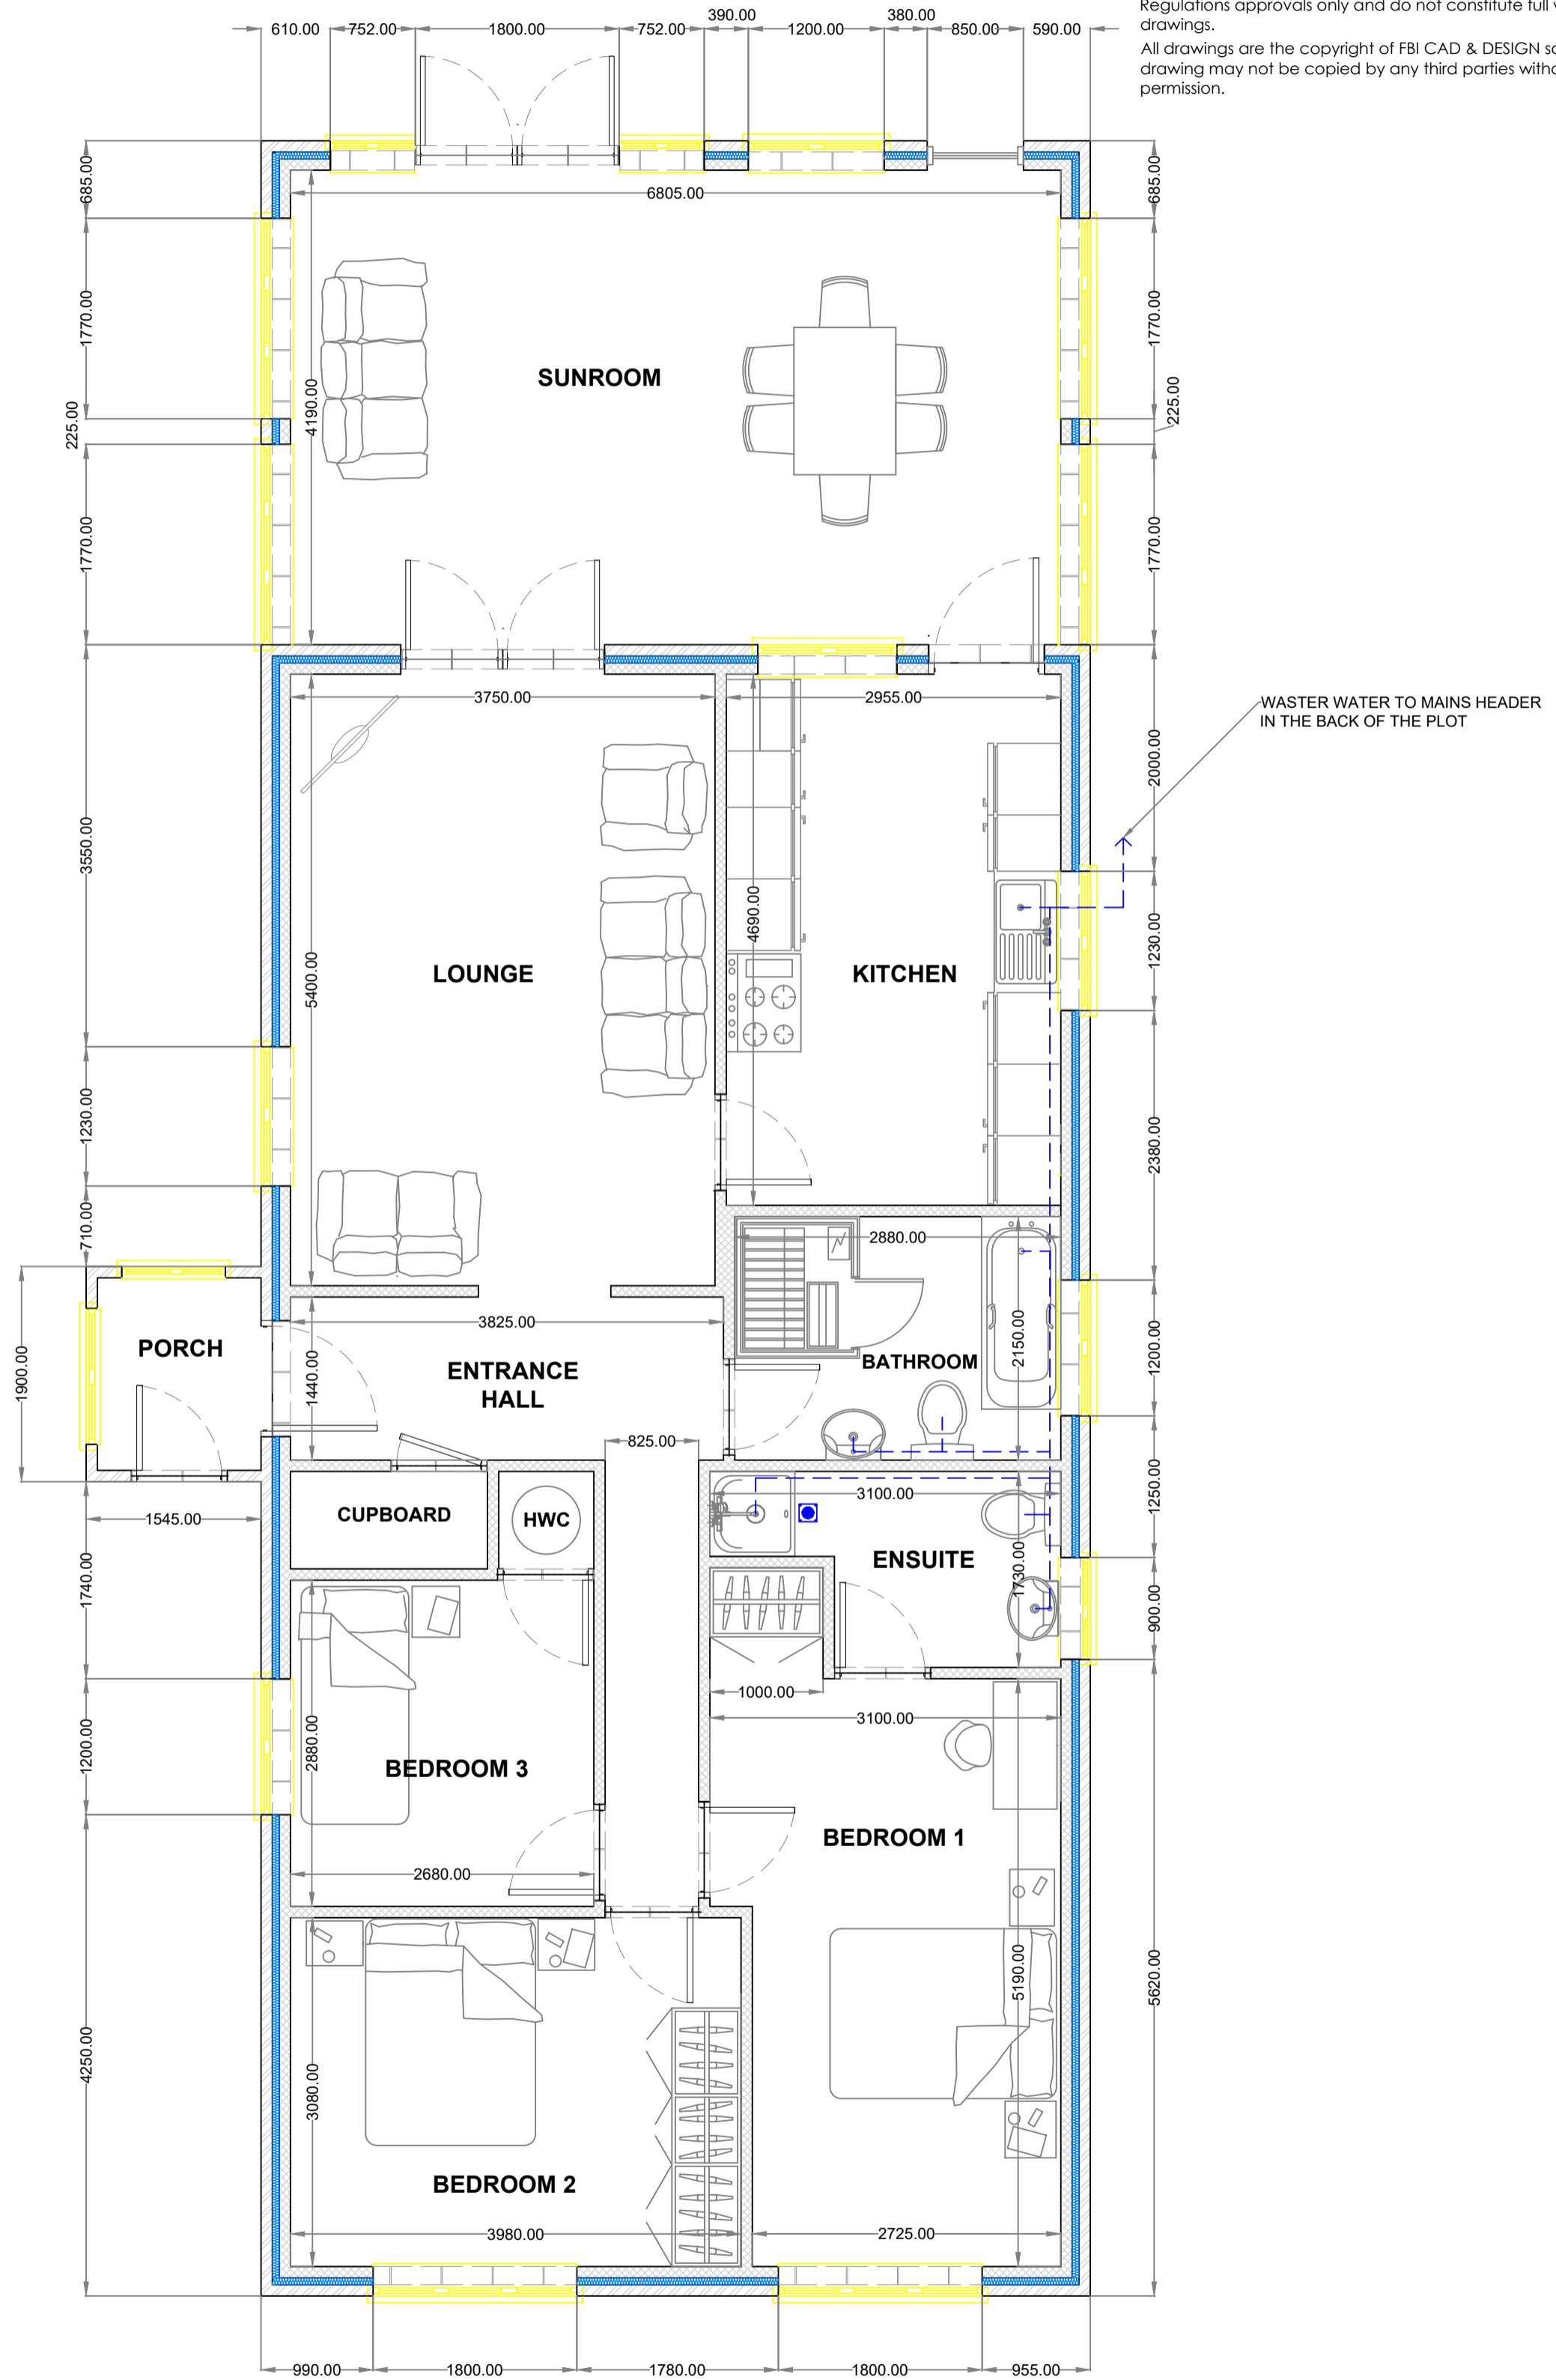 Regulations approvals only and do not constitute full
drawings.
All drawings are the copyright of FBI CAD & DESIGN
drawing may not be copied by any third parties
permission.
390.00 380.00
610.00 752.00 1800.00 752.00 1200.00 850.00 590.00
685.00
685.00
6805.00
1770.00
1770.00
SUNROOM
4190.00
225.00
225.00
1770.00
1770.00
3750.00
2955.00
WASTER WATER TO MAINS HEADER
IN THE BACK OF THE PLOT
2000.00
3550.00
4690.00
1230.00
LOUNGE
KITCHEN
5400.00
1230.00
2380.00
710.00
2880.00
3825.00
PORCH
2150.00
1200.00
BATHROOM
ENTRANCE
HALL
1440.00
1900.00
825.00
1250.00
3100.00
CUPBOARD
HWC
1545.00
ENSUITE
1730.00
900.00
1740.00
1000.00
3100.00
2880.00
1200.00
BEDROOM 3
BEDROOM 1
2680.00
5190.00
5620.00
4250.00
3080.00
BEDROOM 2
3980.00
2725.00
990.00 1800.00 1780.00 1800.00 955.00